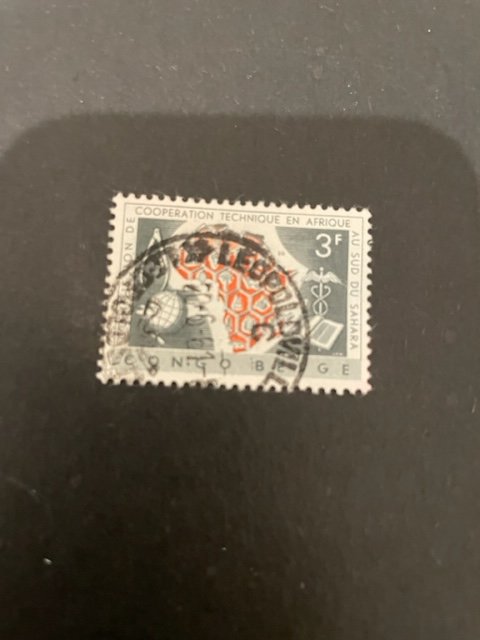 COOPERATION TECHNIQUE EN AFRIQUE
AU SUD DU SAHARA
3F
LEOPOLDVILLE
G
CONGO BELGE